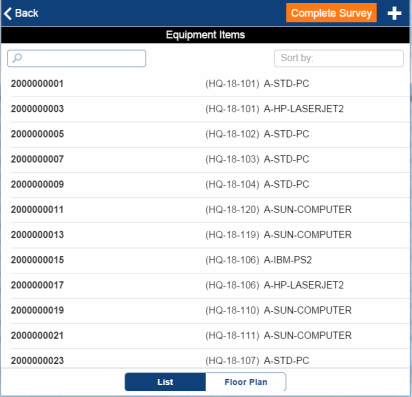 Back Complete Survey +
Equipment Items
Sort by:
2000000001 (HQ-18-101) A-STD-PC
2000000003 (HQ-18-101) A-HP-LASERJET2
2000000005 (HQ-18-102) A-STD-PC
2000000007 (HQ-18-103) A-STD-PC
2000000009 (HQ-18-104) A-STD-PC
2000000011 (HQ-18-120) A-SUN-COMPUTER
2000000013 (HQ-18-119) A-SUN-COMPUTER
2000000015 (HQ-18-106) A-IBM-PS2
2000000017 (HQ-18-106) A-HP-LASERJET2
2000000019 (HQ-18-110) A-SUN-COMPUTER
2000000021 (HQ-18-111) A-SUN-COMPUTER
2000000023 (HQ-18-107) A-STD-PC
List Floor Plan